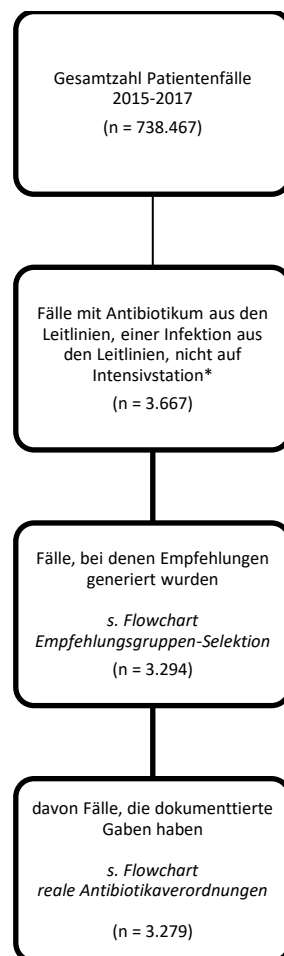 Gesamtzahl Patientenfälle
2015-2017
(n = 738.467)
Fälle mit Antibiotikum aus den
Leitlinien, einer Infektion aus
den Leitlinien, nicht auf
Intensivstation*
(n = 3.667)
Fälle, bei denen Empfehlungen
generiert wurden
s. Flowchart
Empfehlungsgruppen-Selektion
(n = 3.294)
davon Fälle, die dokumenttierte
Gaben haben
s. Flowchart
reale Antibiotikaverordnungen
(n = 3.279)